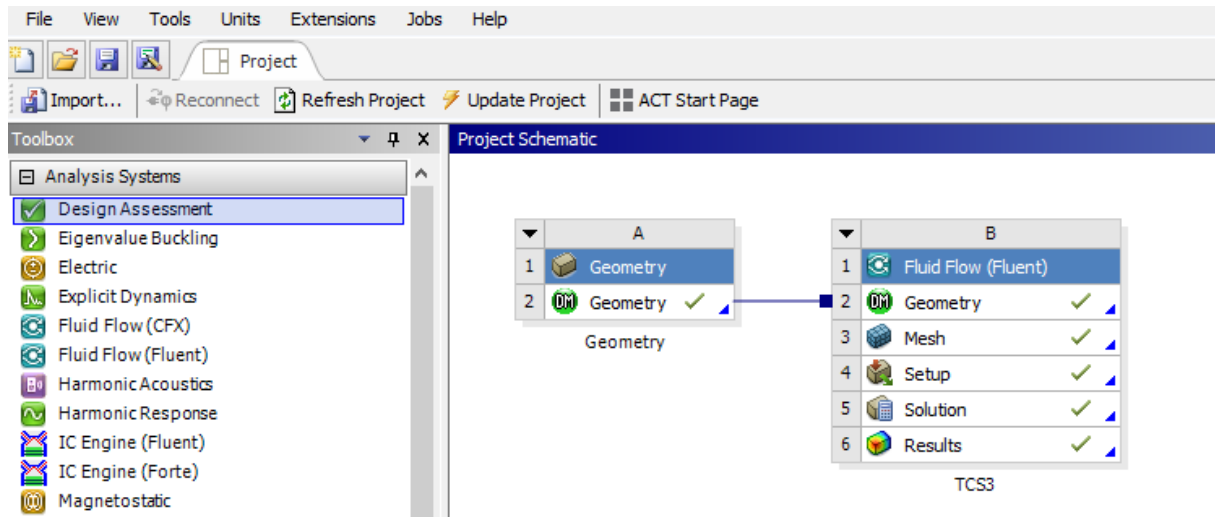 File View Tools Units Extensions Jobs Help
Project
Import... Reconnect Refresh Project Update Project ACT Start Page
Toolbox
Project Schematic
Analysis Systems
Design Assessment
Eigenvalue Buckling
Electric
Explicit Dynamics
Fluid Flow (CFX)
Fluid Flow (Fluent)
Harmonic Acoustics
Harmonic Response
IC Engine (Fluent)
IC Engine (Forte)
Magnetostatic
A
1 Geometry
2 DM Geometry
Geometry
B
1 Fluid Flow (Fluent)
2 DM Geometry
3 Mesh
4 Setup
5 Solution
6 Results
TCS3